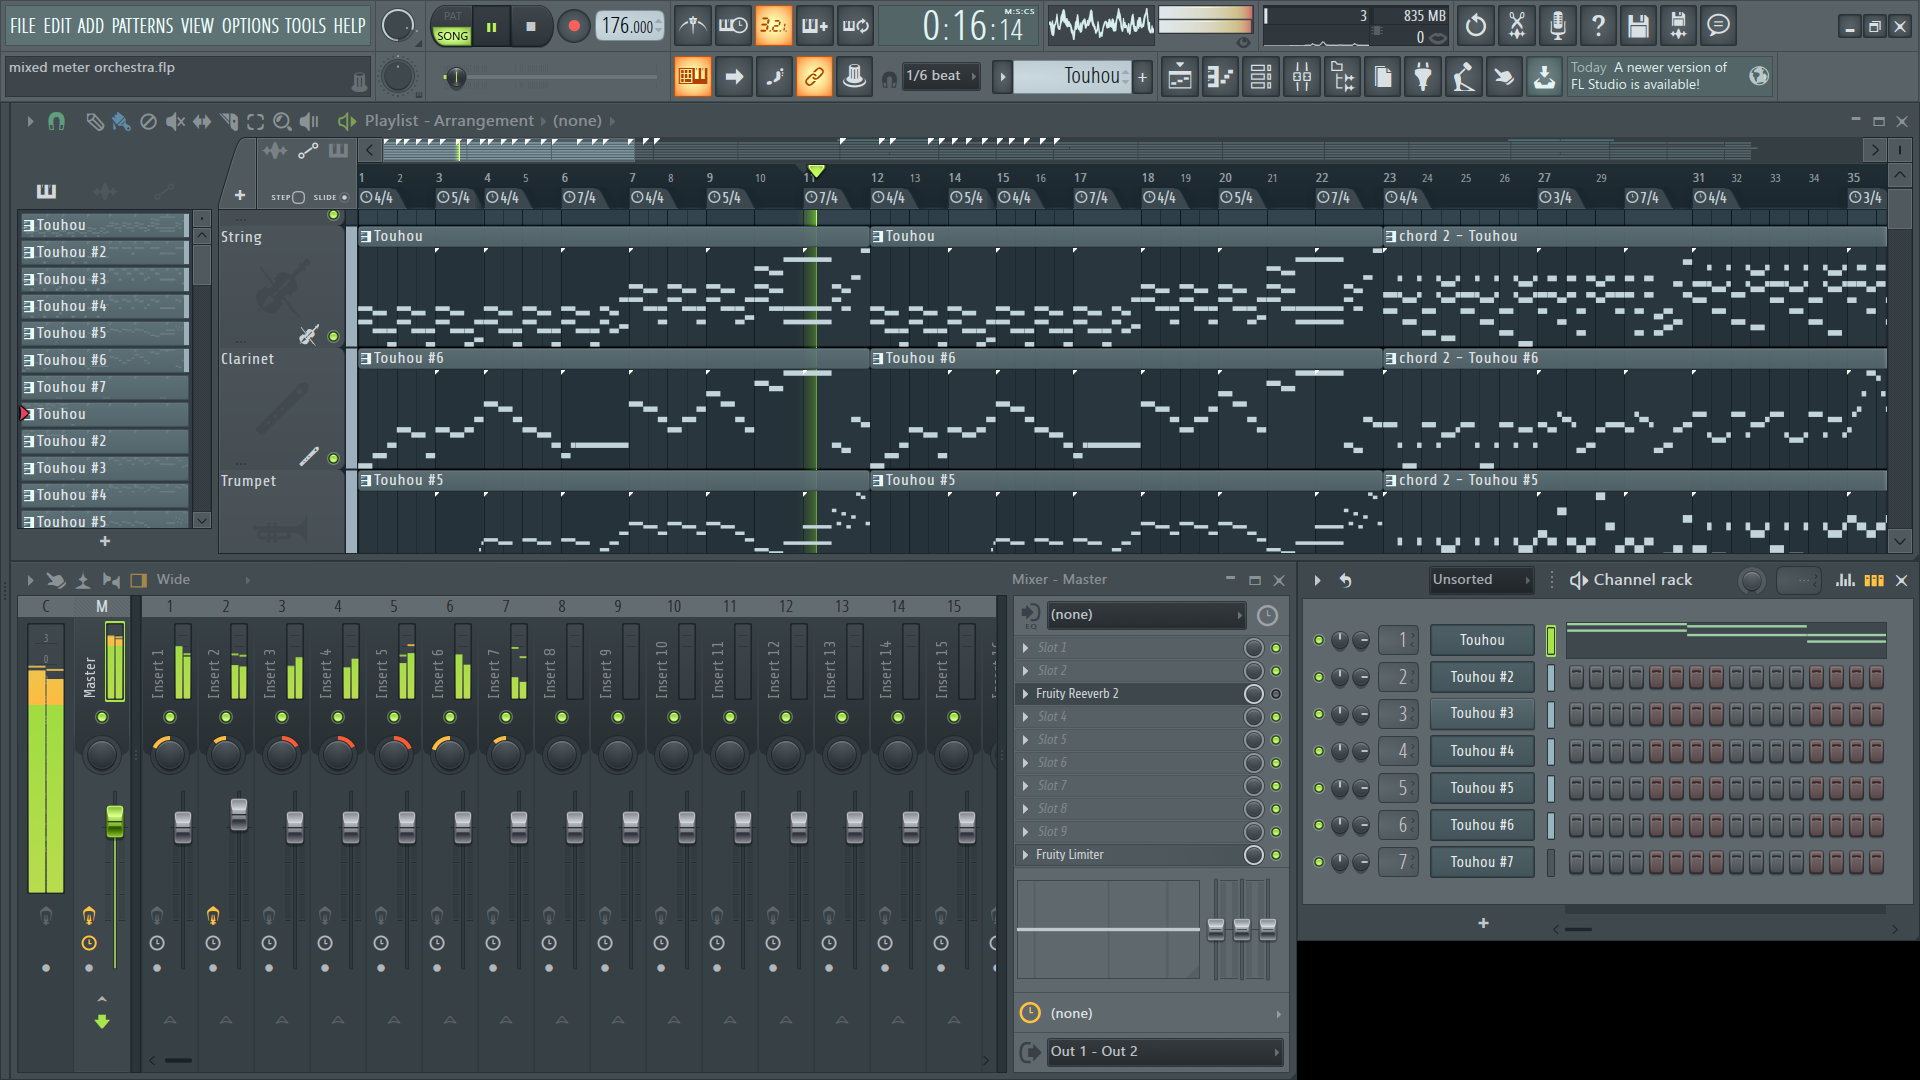 FILE EDIT ADD PATTERNS VIEW OPTIONS TOOLS HELP
PAT
SONG
176.000
3.2.
0:16:14
M:S:CS
3
835 MB
0
mixed meter orchestra.flp
1/6 beat
Touhou
+
Today A newer version of
FL Studio is available!
Playlist - Arrangement (none)
STEP SLIDE
1 2 3 4 5 6 7 8 9 10 11 12 13 14 15 16 17 18 19 20 21 22 23 24 25 26 27 29 31 32 33 34 35
4/4 5/4 4/4 7/4 4/4 5/4 7/4 4/4 5/4 4/4 7/4 4/4 5/4 7/4 4/4 3/4 7/4 4/4 3/4
Touhou
Touhou #2
Touhou #3
Touhou #4
Touhou #5
Touhou #6
Touhou #7
Touhou
Touhou #2
Touhou #3
Touhou #4
Touhou #5
String
Touhou
Touhou
chord 2 - Touhou
Clarinet
Touhou #6
Touhou #6
chord 2 - Touhou #6
Trumpet
Touhou #5
Touhou #5
chord 2 - Touhou #5
Wide
C M 1 2 3 4 5 6 7 8 9 10 11 12 13 14 15
3
0
Master
Insert 1
Insert 2
Insert 3
Insert 4
Insert 5
Insert 6
Insert 7
Insert 8
Insert 9
Insert 10
Insert 11
Insert 12
Insert 13
Insert 14
Insert 15
Mixer - Master
EQ
(none)
Slot 1
Slot 2
Fruity Reeverb 2
Slot 4
Slot 5
Slot 6
Slot 7
Slot 8
Slot 9
Fruity Limiter
(none)
Out 1 - Out 2
Unsorted
Channel rack
1 Touhou
2 Touhou #2
3 Touhou #3
4 Touhou #4
5 Touhou #5
6 Touhou #6
7 Touhou #7
+